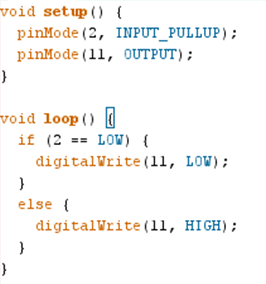 void setup() {
  pinMode(2, INPUT_PULLUP);
  pinMode(11, OUTPUT);
}

void loop() {
  if (2 == LOW) {
    digitalWrite(11, LOW);
  }
  else {
    digitalWrite(11, HIGH);
  }
}